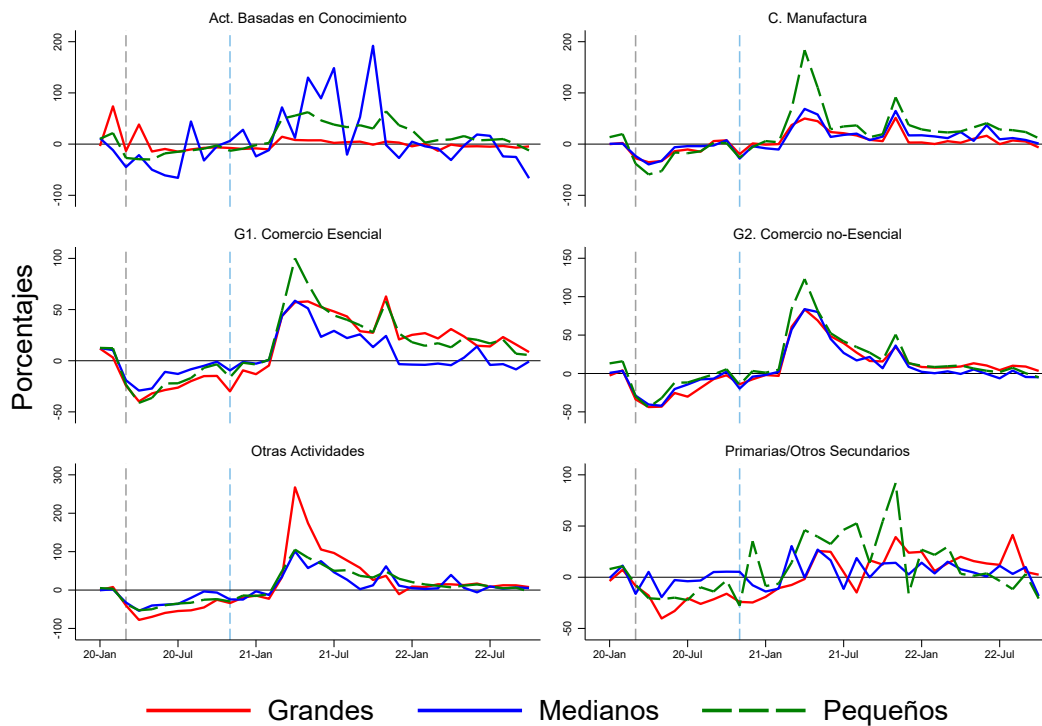 Act. Basadas en Conocimiento
C. Manufactura
200
100
0
-100
200
100
0
-100
G1. Comercio Esencial
G2. Comercio no-Esencial
Porcentajes
100
50
0
-50
150
100
50
0
-50
Otras Actividades
Primarias/Otros Secundarios
300
200
100
0
-100
100
50
0
-50
20-Jan 20-Jul 21-Jan 21-Jul 22-Jan 22-Jul
20-Jan 20-Jul 21-Jan 21-Jul 22-Jan 22-Jul
Grandes Medianos Pequeños